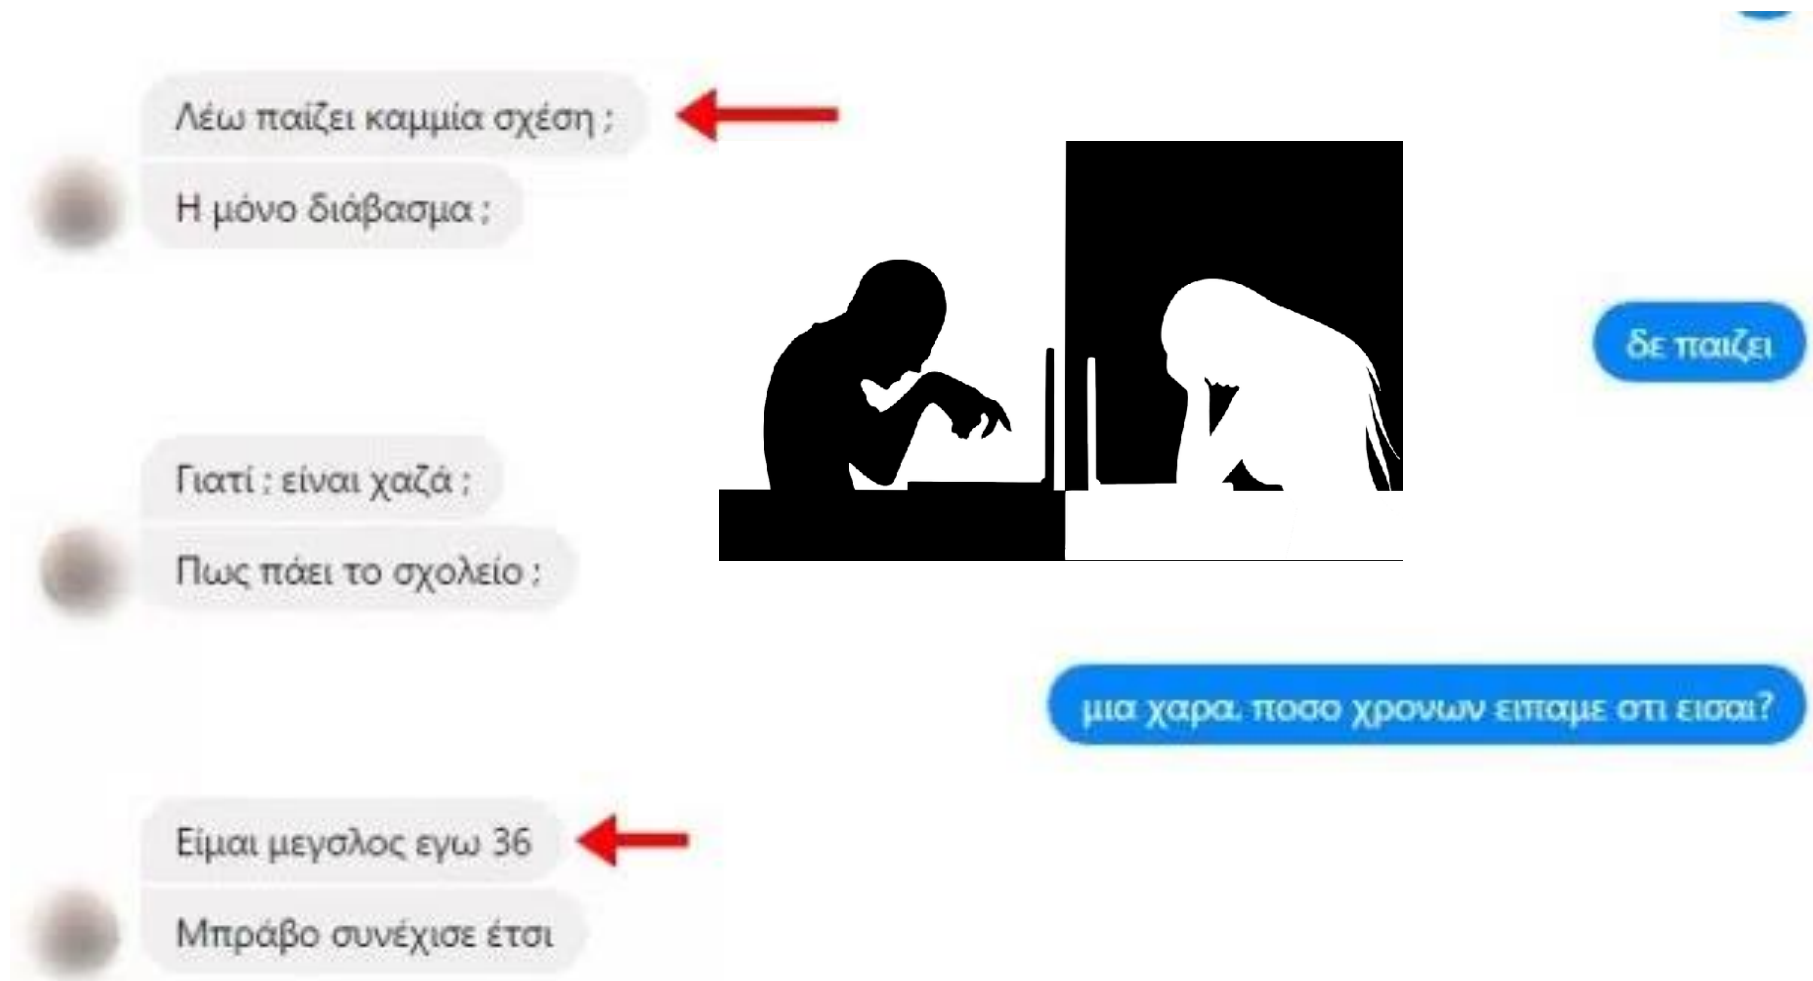 Λέω παίζει καμμία σχέση ;
Η μόνο διάβασμα ;
δε παιζει
Γιατί ; είναι χαζά ;
Πως πάει το σχολείο ;
μια χαρα. ποσο χρονων ειπαμε οτι εισαι?
Είμαι μεγσλος εγω 36
Μπράβο συνέχισε έτσι